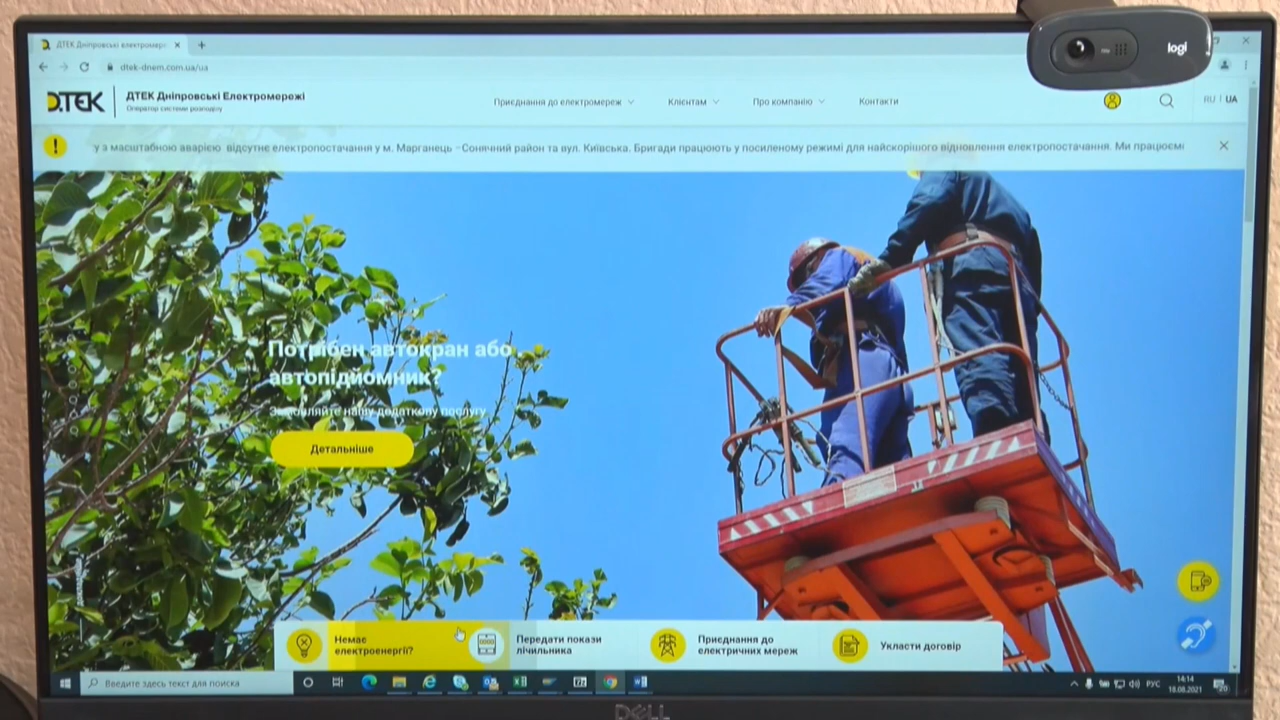 logi
ДТЕК Дніпровські електромер
dtek-dnem.com.ua/ua
D.TEK
ДТЕК Дніпровські Електромережі
Оператор системи розподілу
Приєднання до електромереж
Клієнтам
Про компанію
Контакти
RU | UA
у з масштабною аварією відсутнє електропостачання у м. Марганець –Сонячний район та вул. Київська. Бригади працюють у посиленому режимі для найскорішого відновлення електропостачання. Ми працюємо
Потрібен автокран або
автопідйомник?
Замовляйте нашу додаткову послугу
Детальніше
Немає
електроенергії?
Передати покази
лічильника
Приєднання до
електричних мереж
Укласти договір
Введите здесь текст для поиска
РУС
14:14
18.08.2021
DELL